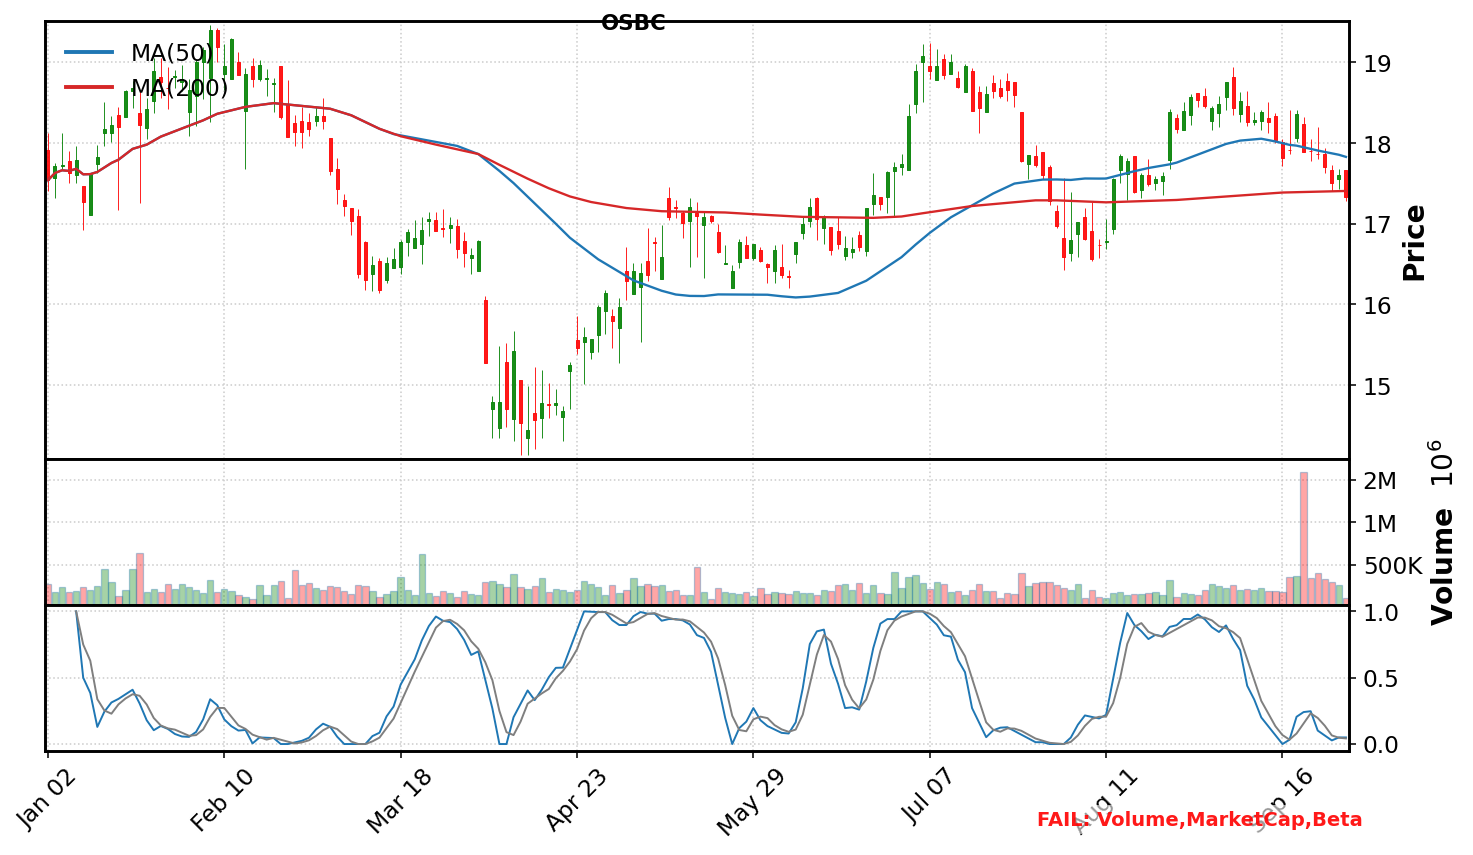 OSBC
MA(50)
MA(200)
19
18
17
16
15
Price
2M
1M
500K
Volume 10^6
1.0
0.5
0.0
Jan 02
Feb 10
Mar 18
Apr 23
May 29
Jul 07
Aug 11
Sep 16
FAIL: Volume,MarketCap,Beta